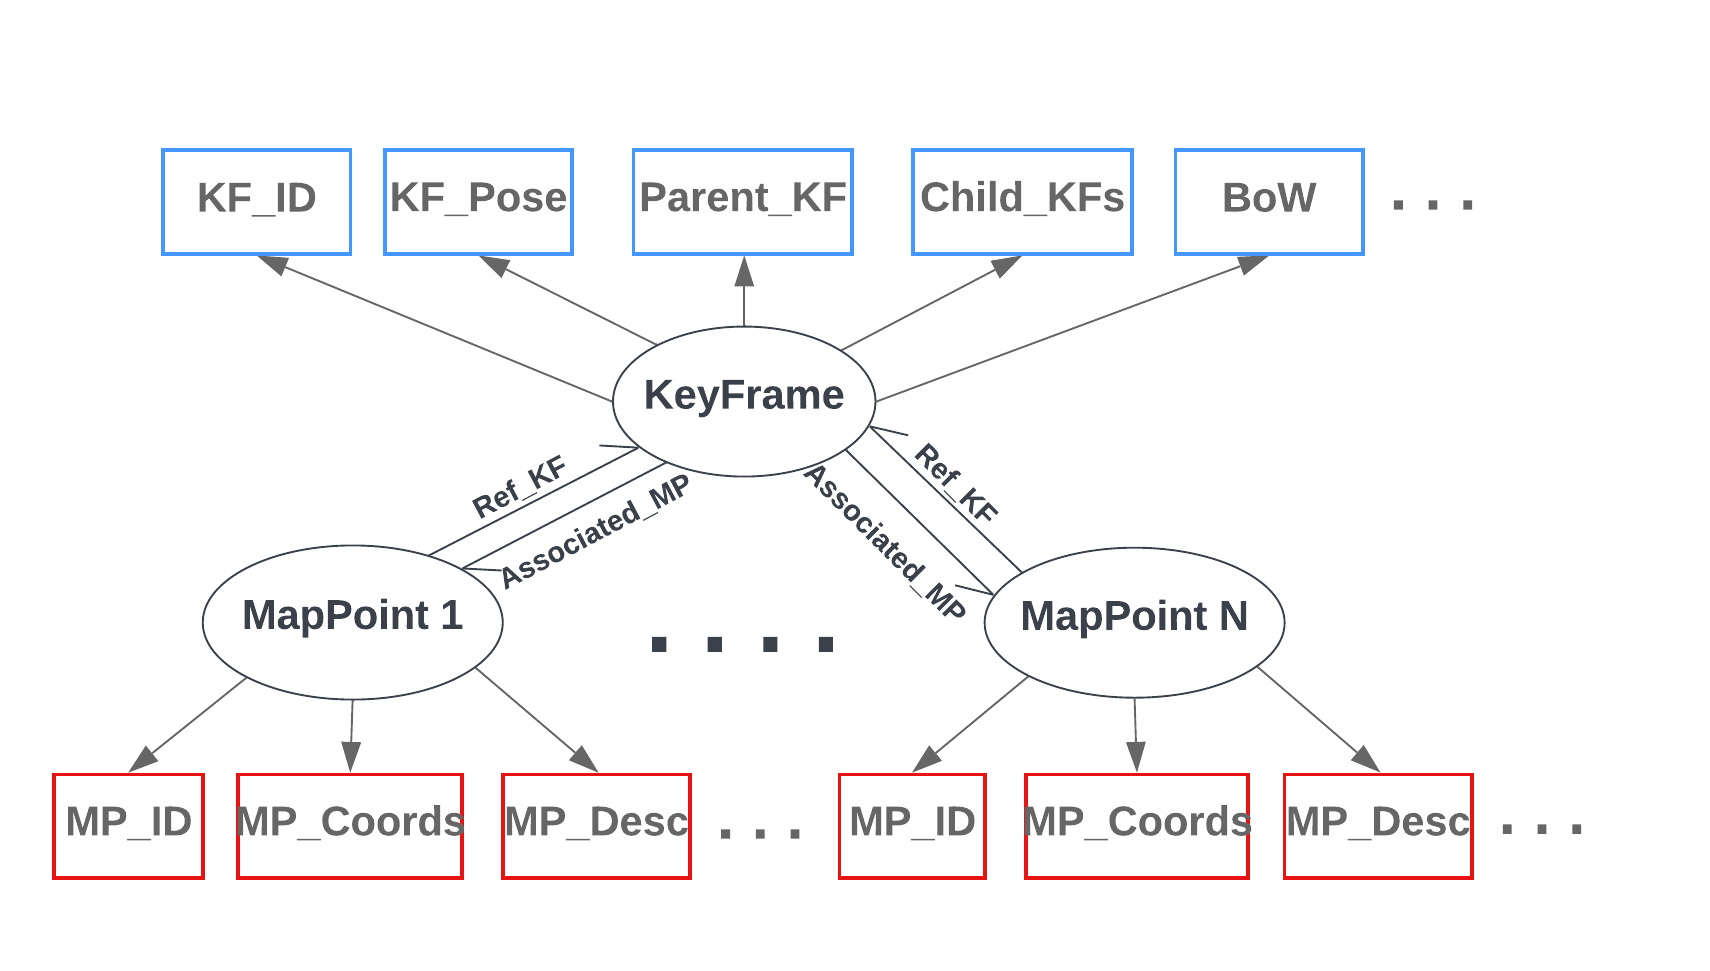 KF_ID
KF_Pose
Parent_KF
Child_KFs
BoW
. . .
KeyFrame
Ref_KF
Associated_MP
Associated_MP
Ref_KF
MapPoint 1
. . . .
MapPoint N
MP_ID
MP_Coords
MP_Desc
. . .
MP_ID
MP_Coords
MP_Desc
. . .